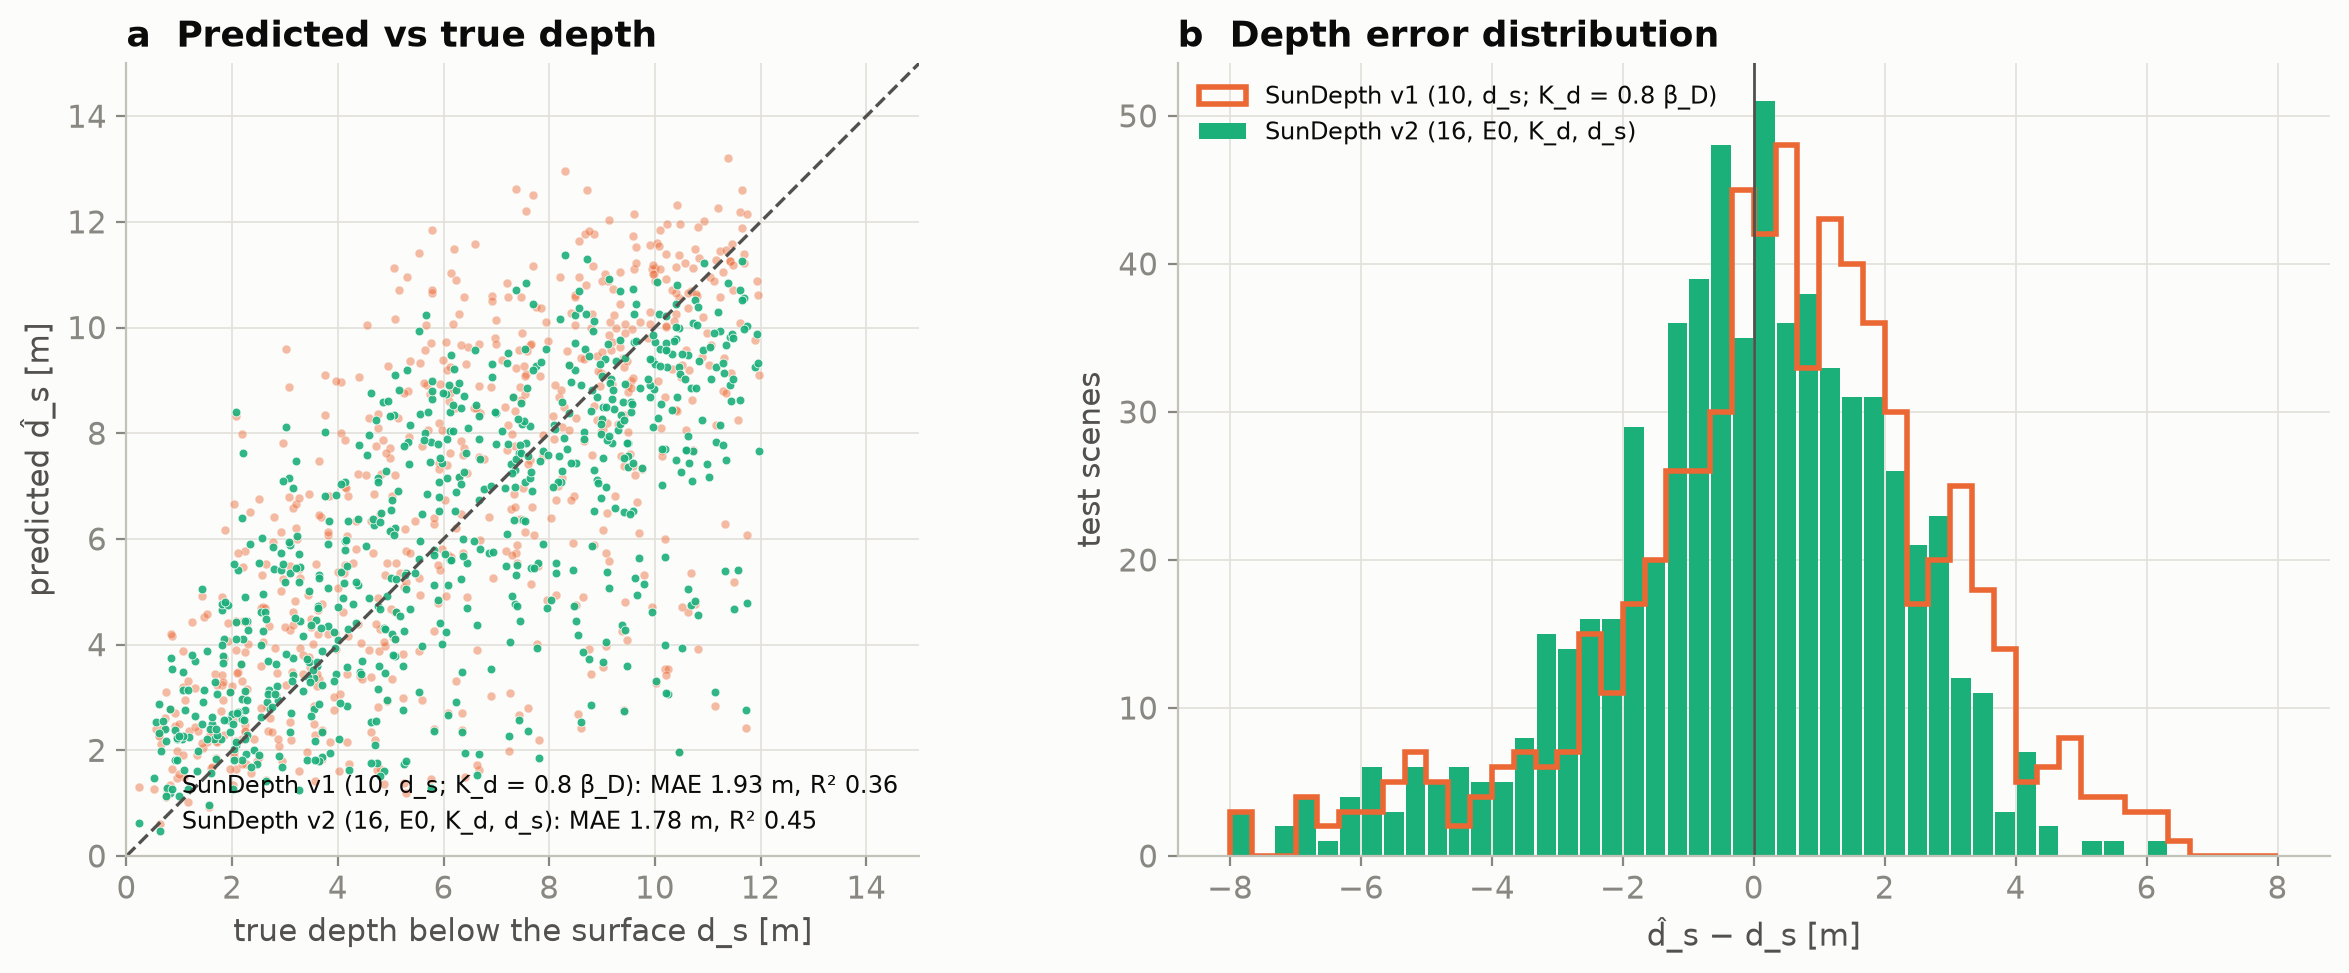 a Predicted vs true depth
predicted d̂_s [m]
14
12
10
8
6
4
2
0
SunDepth v1 (10, d_s; K_d = 0.8 β_D): MAE 1.93 m, R² 0.36
SunDepth v2 (16, E0, K_d, d_s): MAE 1.78 m, R² 0.45
0 2 4 6 8 10 12 14
true depth below the surface d_s [m]
b Depth error distribution
SunDepth v1 (10, d_s; K_d = 0.8 β_D)
SunDepth v2 (16, E0, K_d, d_s)
test scenes
50
40
30
20
10
0
−8 −6 −4 −2 0 2 4 6 8
d̂_s − d_s [m]